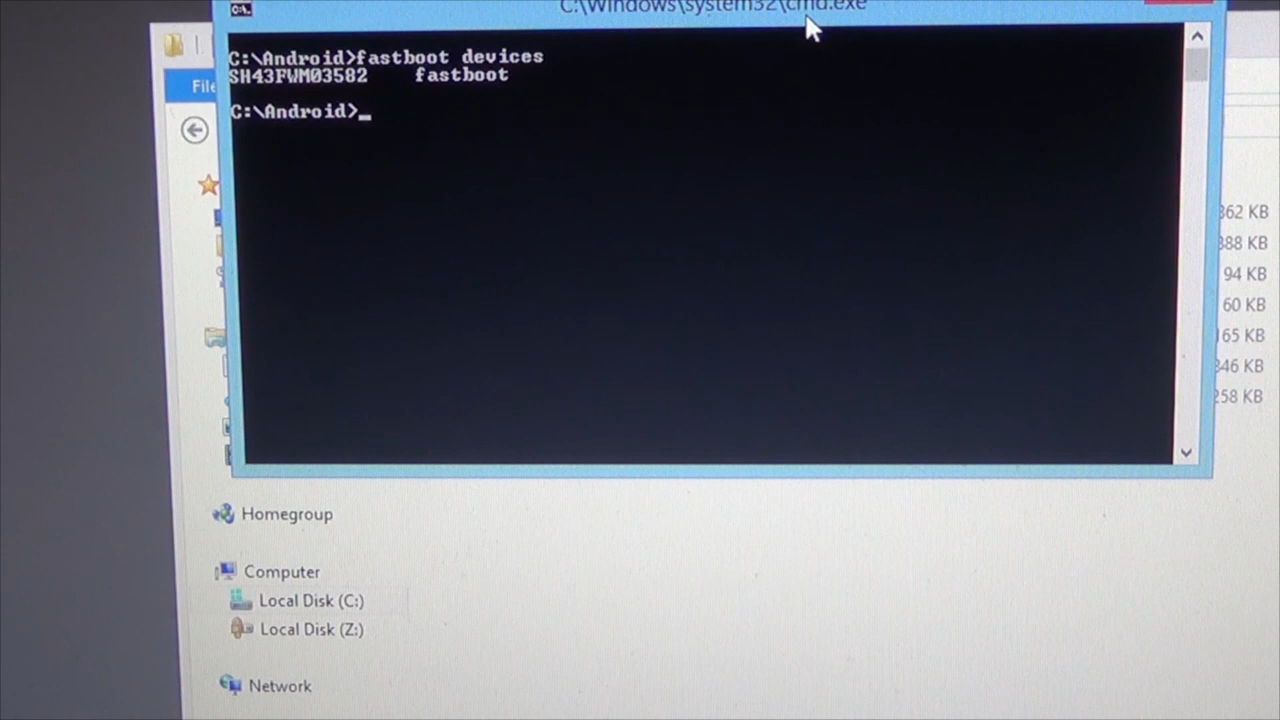 C:\Windows\system32\cmd.exe
C:\Android>fastboot devices
SH43FWM03582 fastboot
C:\Android>_
File
362 KB
388 KB
94 KB
60 KB
165 KB
346 KB
258 KB
Homegroup
Computer
Local Disk (C:)
Local Disk (Z:)
Network